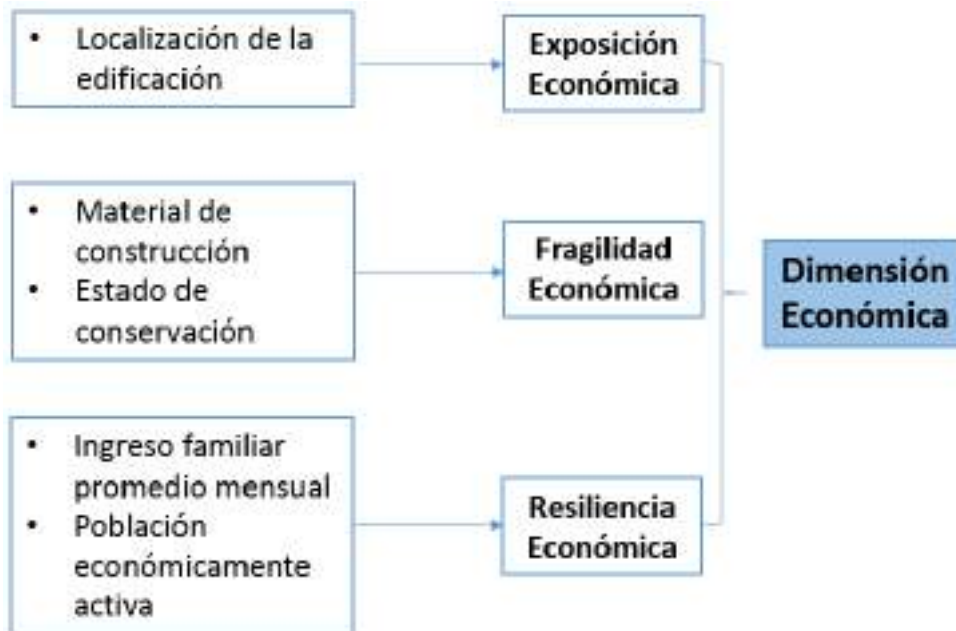 • Localización de la
edificación
Exposición
Económica
• Material de
construcción
• Estado de
conservación
Fragilidad
Económica
Dimensión
Económica
• Ingreso familiar
promedio mensual
• Población
económicamente
activa
Resiliencia
Económica